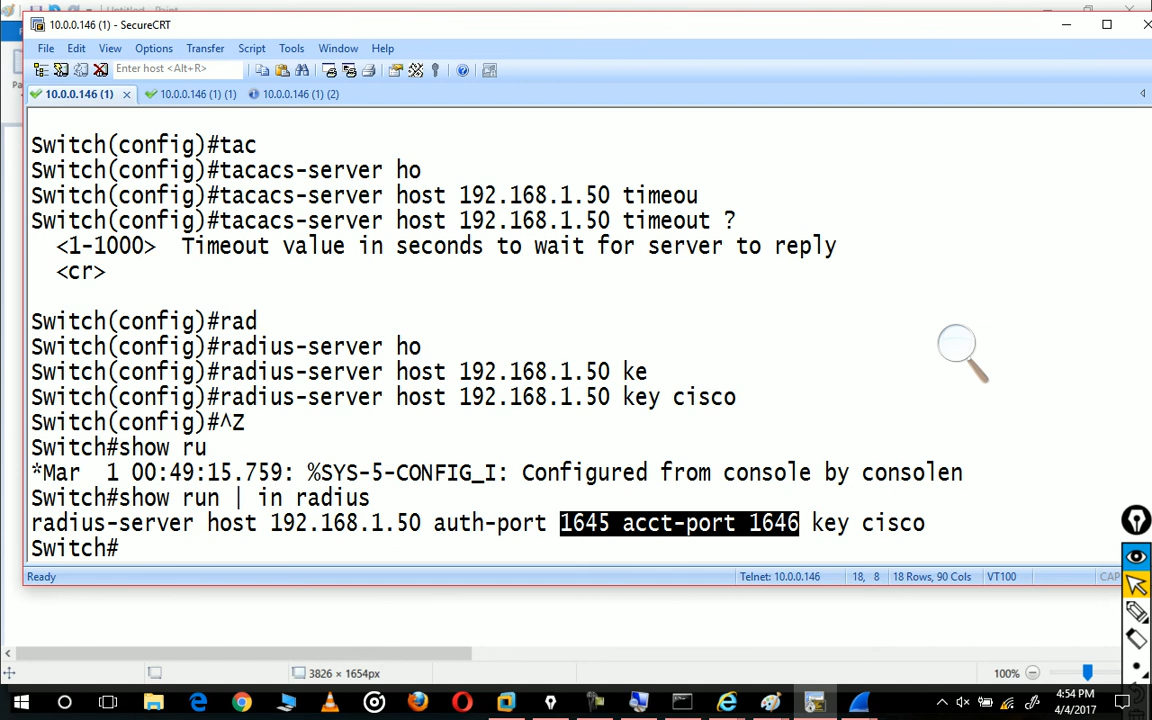 Untitled - Paint
10.0.0.146 (1) - SecureCRT
File Edit View Options Transfer Script Tools Window Help
Enter host <Alt+R>
10.0.0.146 (1) 10.0.0.146 (1) (1) 10.0.0.146 (1) (2)
Switch(config)#tac
Switch(config)#tacacs-server ho
Switch(config)#tacacs-server host 192.168.1.50 timeou
Switch(config)#tacacs-server host 192.168.1.50 timeout ?
<1-1000> Timeout value in seconds to wait for server to reply
<cr>
Switch(config)#rad
Switch(config)#radius-server ho
Switch(config)#radius-server host 192.168.1.50 ke
Switch(config)#radius-server host 192.168.1.50 key cisco
Switch(config)#^Z
Switch#show ru
*Mar 1 00:49:15.759: %SYS-5-CONFIG_I: Configured from console by consolen
Switch#show run | in radius
radius-server host 192.168.1.50 auth-port 1645 acct-port 1646 key cisco
Switch#
Ready Telnet: 10.0.0.146 18, 8 18 Rows, 90 Cols VT100 CAP
3826 × 1654px 100%
4:54 PM
4/4/2017